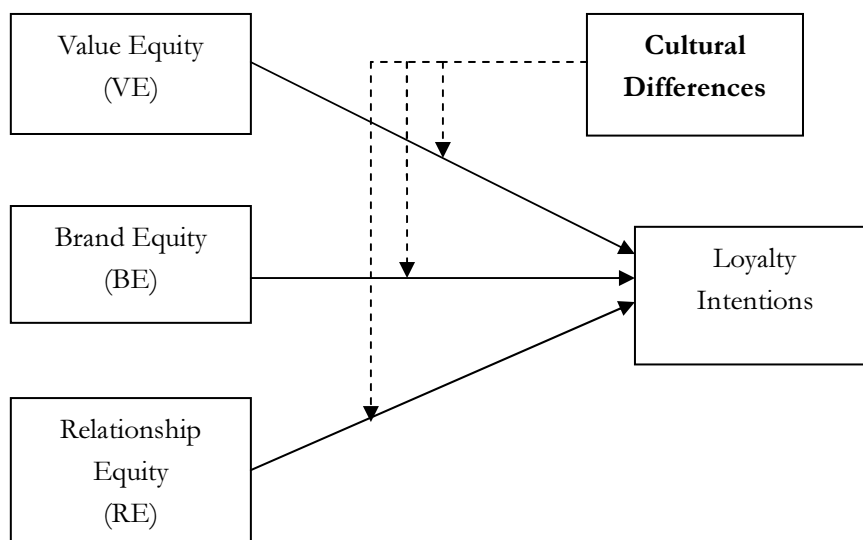 Value Equity
(VE)
Cultural
Differences
Brand Equity
(BE)
Loyalty
Intentions
Relationship
Equity
(RE)